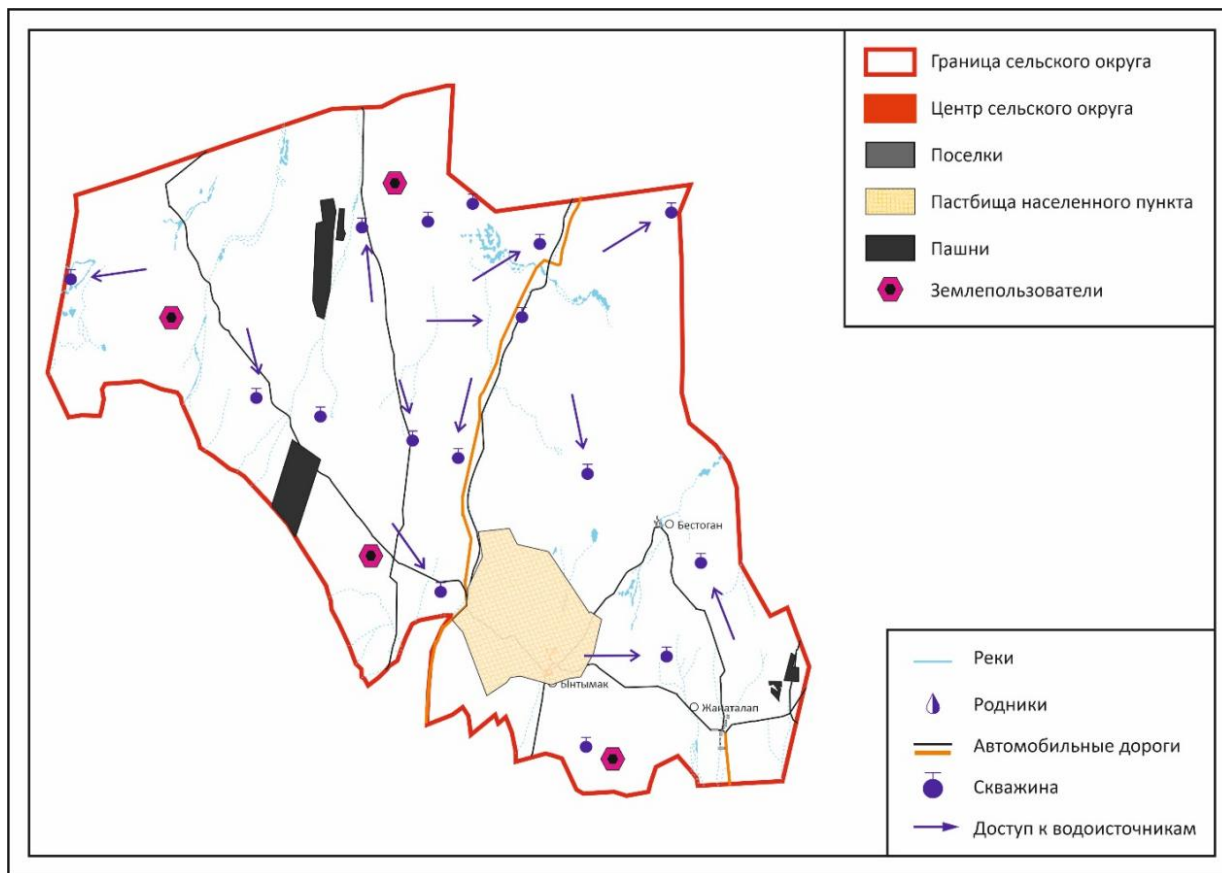 Граница сельского округа
Центр сельского округа
Поселки
Пастбища населенного пункта
Пашни
Землепользователи
Бестоган
Ынтымак
Жанаталап
Реки
Родники
Автомобильные дороги
Скважина
Доступ к водоисточникам